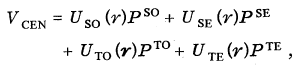 V_CEN = U_SO(r)P^SO + U_SE(r)P^SE
+ U_TO(r)P^TO + U_TE(r)P^TE ,